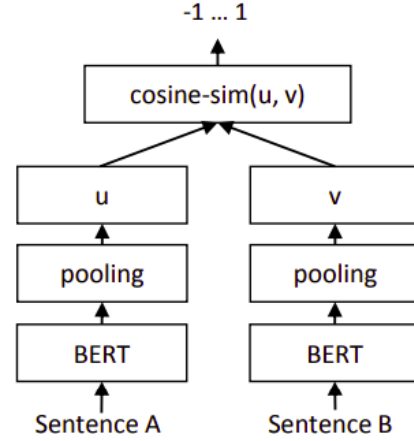 -1 ... 1
cosine-sim(u, v)
u
v
pooling
pooling
BERT
BERT
Sentence A
Sentence B